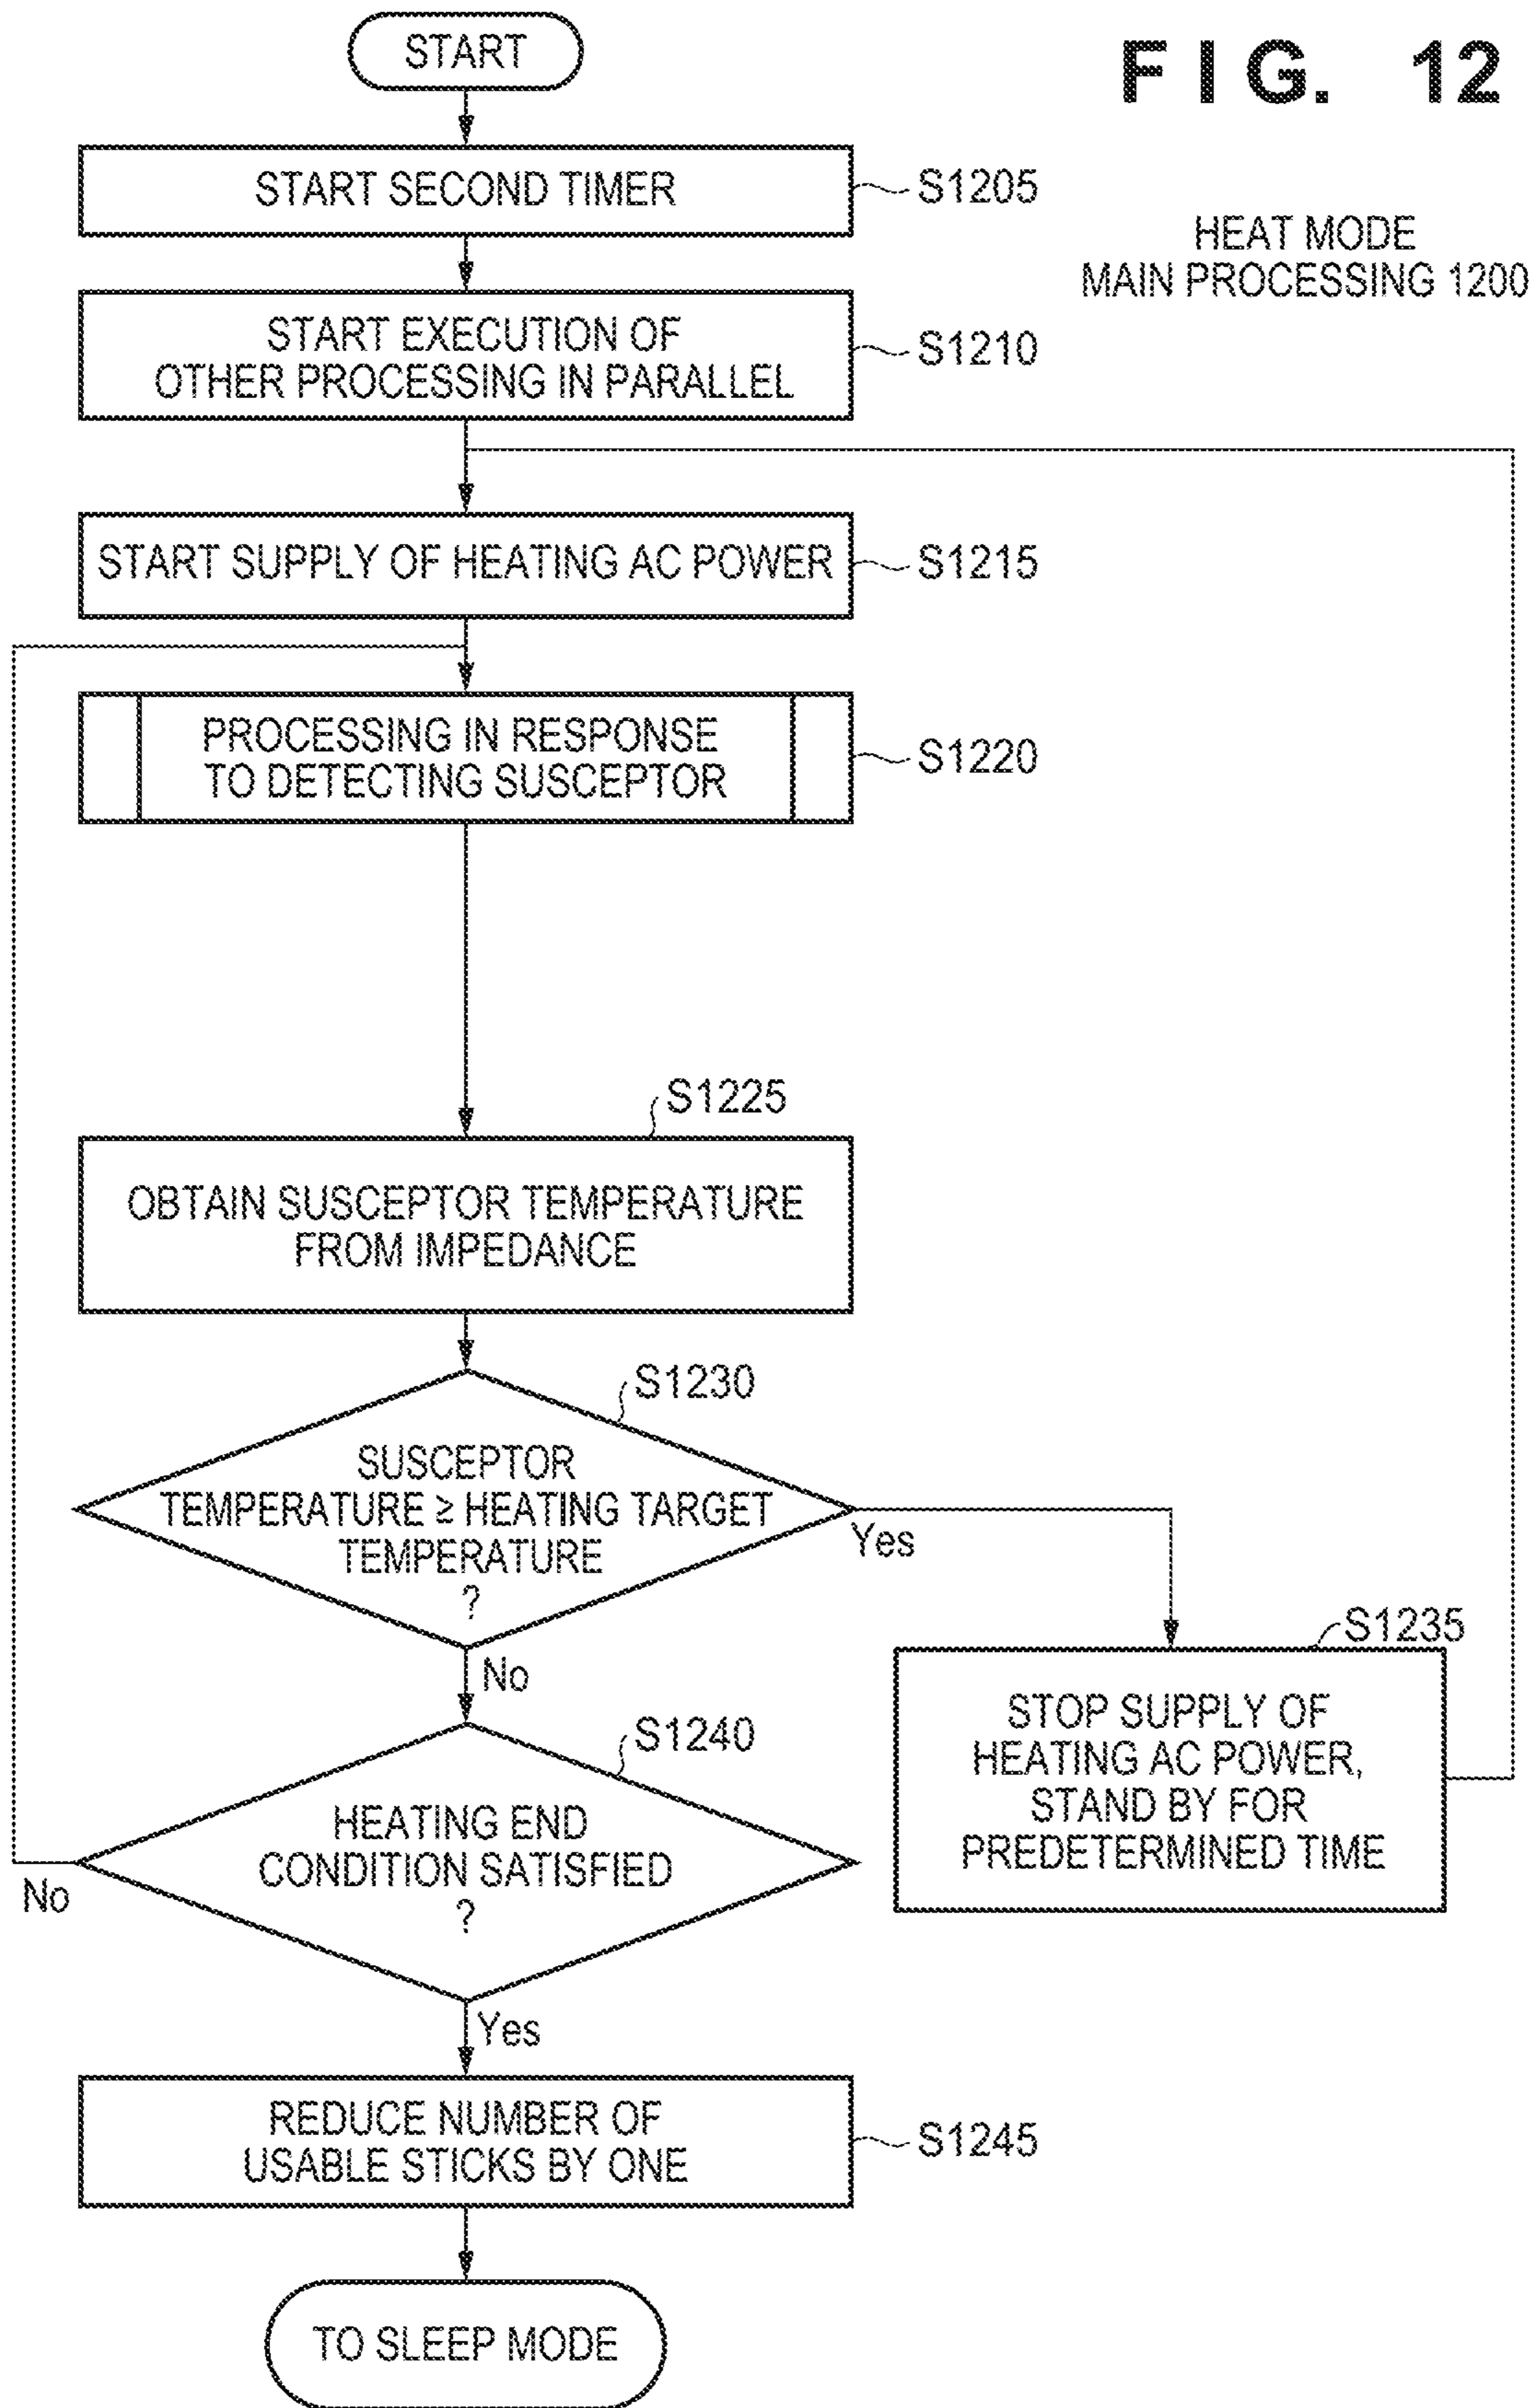 START
FIG. 12
START SECOND TIMER
S1205
HEAT MODE
MAIN PROCESSING 1200
START EXECUTION OF
OTHER PROCESSING IN PARALLEL
S1210
START SUPPLY OF HEATING AC POWER
S1215
PROCESSING IN RESPONSE
TO DETECTING SUSCEPTOR
S1220
S1225
OBTAIN SUSCEPTOR TEMPERATURE
FROM IMPEDANCE
S1230
SUSCEPTOR
TEMPERATURE ≥ HEATING TARGET
TEMPERATURE
?
Yes
No
S1235
STOP SUPPLY OF
HEATING AC POWER,
STAND BY FOR
PREDETERMINED TIME
S1240
HEATING END
CONDITION SATISFIED
?
No
Yes
REDUCE NUMBER OF
USABLE STICKS BY ONE
S1245
TO SLEEP MODE